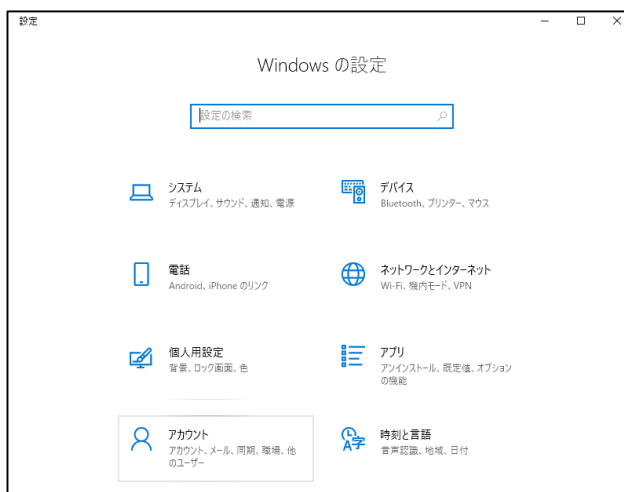 設定
Windows の設定
設定の検索
システム
ディスプレイ、サウンド、通知、電源
デバイス
Bluetooth、プリンター、マウス
電話
Android、iPhone のリンク
ネットワークとインターネット
Wi-Fi、機内モード、VPN
個人用設定
背景、ロック画面、色
アプリ
アンインストール、既定値、オプション
の機能
アカウント
アカウント、メール、同期、職場、他
のユーザー
時刻と言語
音声認識、地域、日付